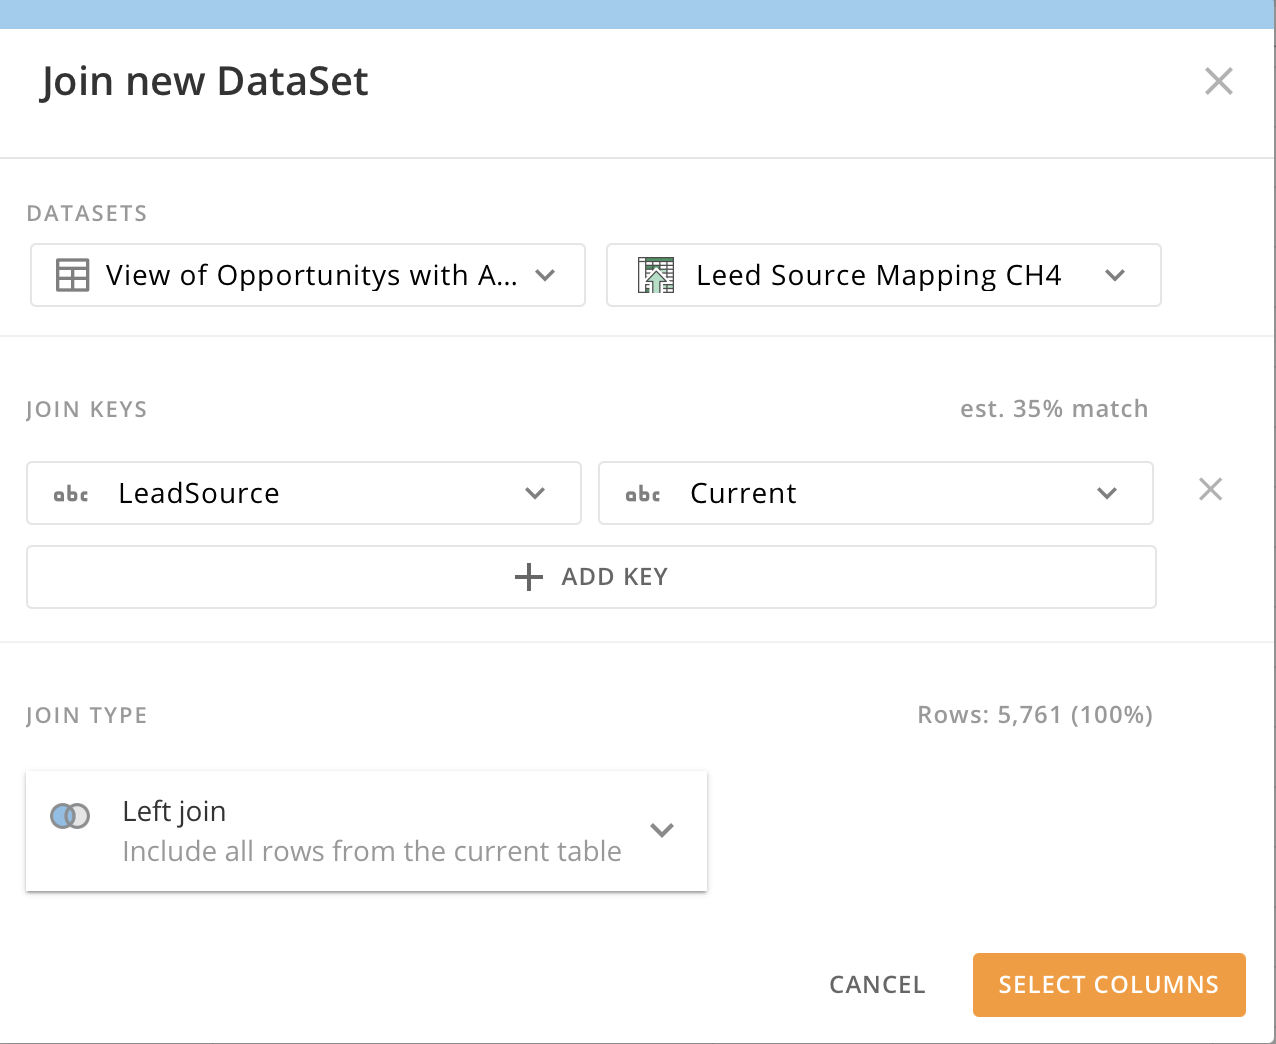 Join new DataSet
DATASETS
View of Opportunitys with A...
Leed Source Mapping CH4
JOIN KEYS
est. 35% match
abc LeadSource
abc Current
ADD KEY
JOIN TYPE
Rows: 5,761 (100%)
Left join
Include all rows from the current table
CANCEL
SELECT COLUMNS